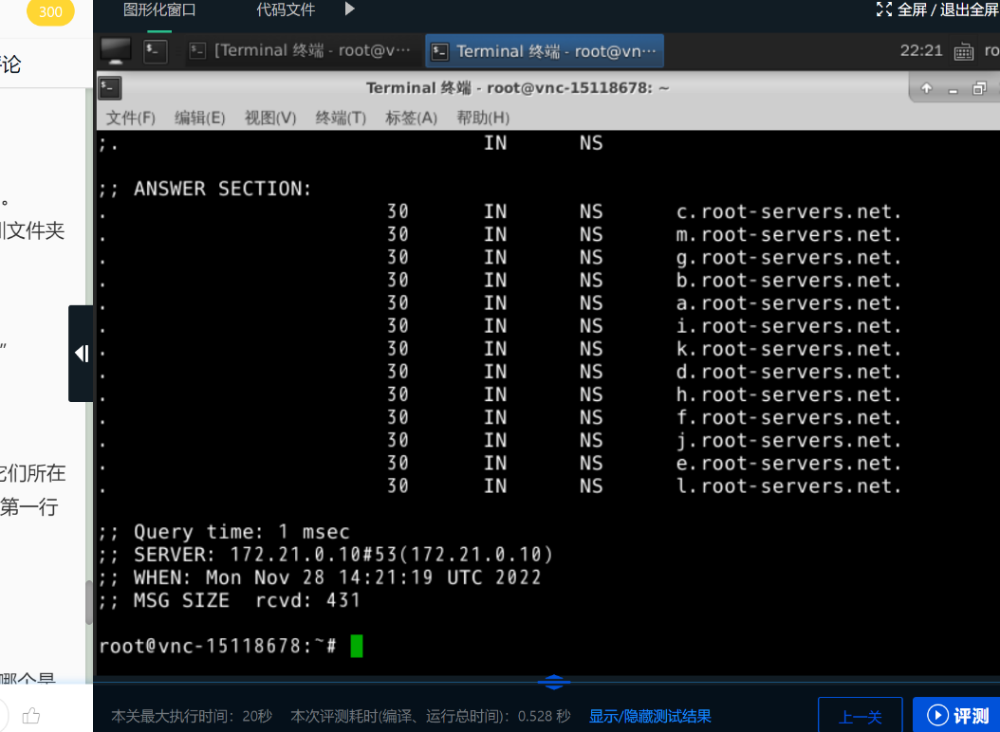 300
图形化窗口 代码文件 全屏 / 退出全屏
[Terminal 终端 - root@v··· Terminal 终端 - root@vn··· 22:21 ro
论
Terminal 终端 - root@vnc-15118678: ~
文件(F) 编辑(E) 视图(V) 终端(T) 标签(A) 帮助(H)
;. IN NS
;; ANSWER SECTION:
. 30 IN NS c.root-servers.net.
. 30 IN NS m.root-servers.net.
. 30 IN NS g.root-servers.net.
. 30 IN NS b.root-servers.net.
. 30 IN NS a.root-servers.net.
. 30 IN NS i.root-servers.net.
. 30 IN NS k.root-servers.net.
. 30 IN NS d.root-servers.net.
. 30 IN NS h.root-servers.net.
. 30 IN NS f.root-servers.net.
. 30 IN NS j.root-servers.net.
. 30 IN NS e.root-servers.net.
. 30 IN NS l.root-servers.net.
;; Query time: 1 msec
;; SERVER: 172.21.0.10#53(172.21.0.10)
;; WHEN: Mon Nov 28 14:21:19 UTC 2022
;; MSG SIZE rcvd: 431
root@vnc-15118678:~#
。
文件夹
”
它们所在
第一行
哪个是
本关最大执行时间：20秒 本次评测耗时(编译、运行总时间)：0.528 秒 显示/隐藏测试结果 上一关 评测